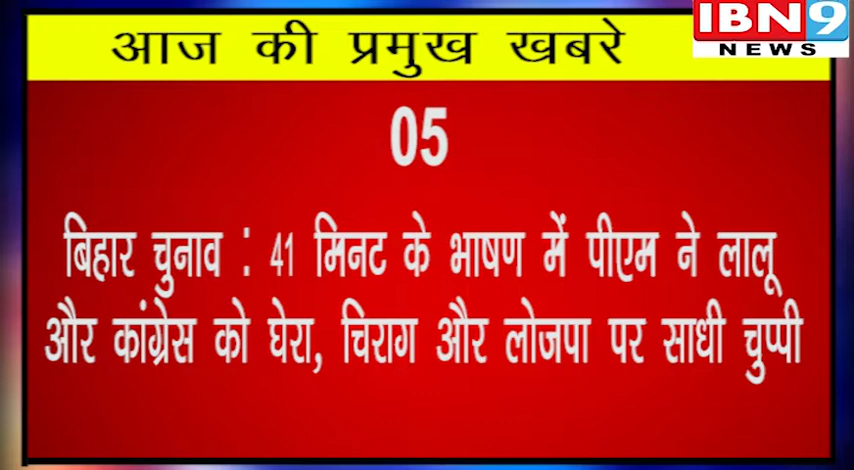 IBN9
NEWS
आज की प्रमुख खबरे
05
बिहार चुनाव : 41 मिनट के भाषण में पीएम ने लालू
और कांग्रेस को घेरा, चिराग और लोजपा पर साधी चुप्पी